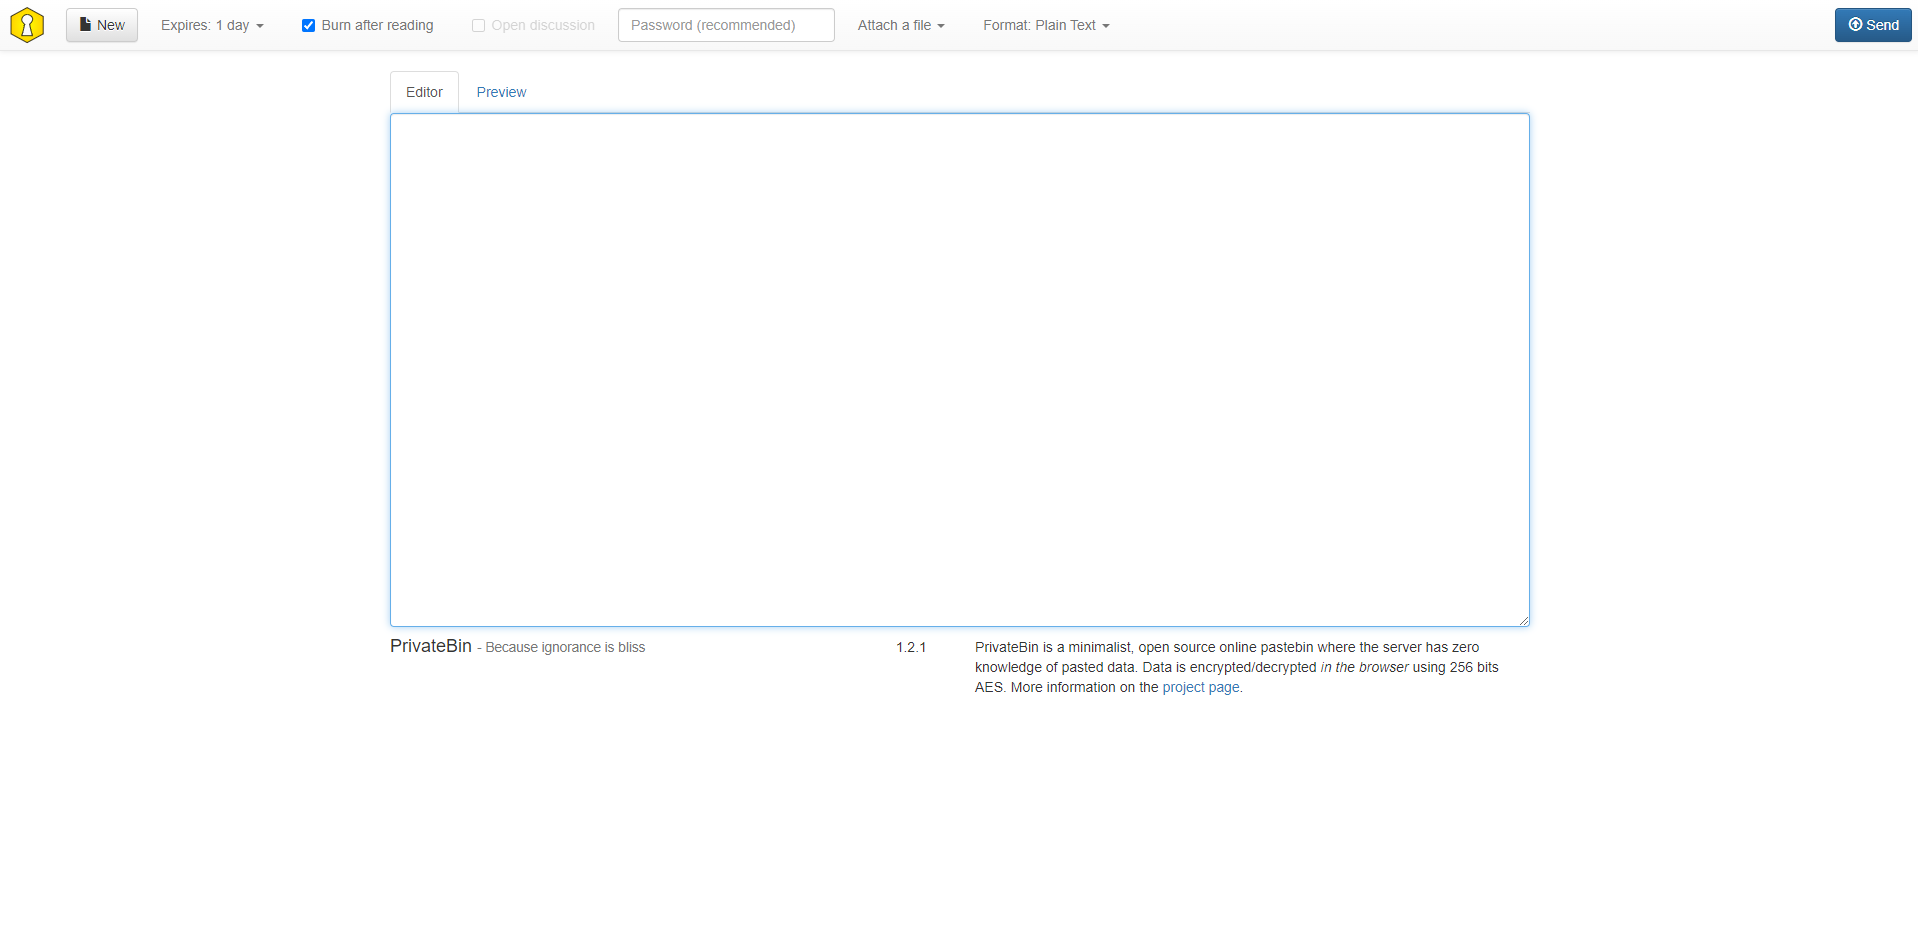 New Expires: 1 day Burn after reading Open discussion Password (recommended) Attach a file Format: Plain Text Send
Editor Preview
PrivateBin - Because ignorance is bliss
1.2.1
PrivateBin is a minimalist, open source online pastebin where the server has zero
knowledge of pasted data. Data is encrypted/decrypted in the browser using 256 bits
AES. More information on the project page.